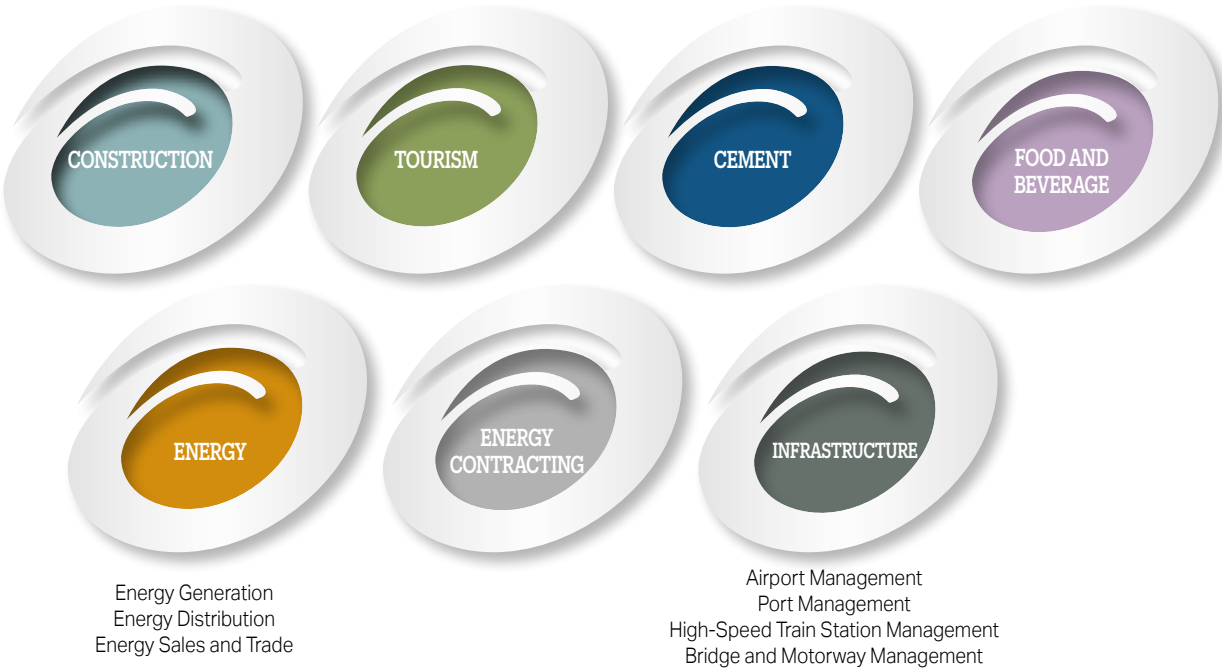 CONSTRUCTION
TOURISM
CEMENT
FOOD AND
BEVERAGE
ENERGY
ENERGY
CONTRACTING
INFRASTRUCTURE
Energy Generation
Energy Distribution
Energy Sales and Trade
Airport Management
Port Management
High-Speed Train Station Management
Bridge and Motorway Management